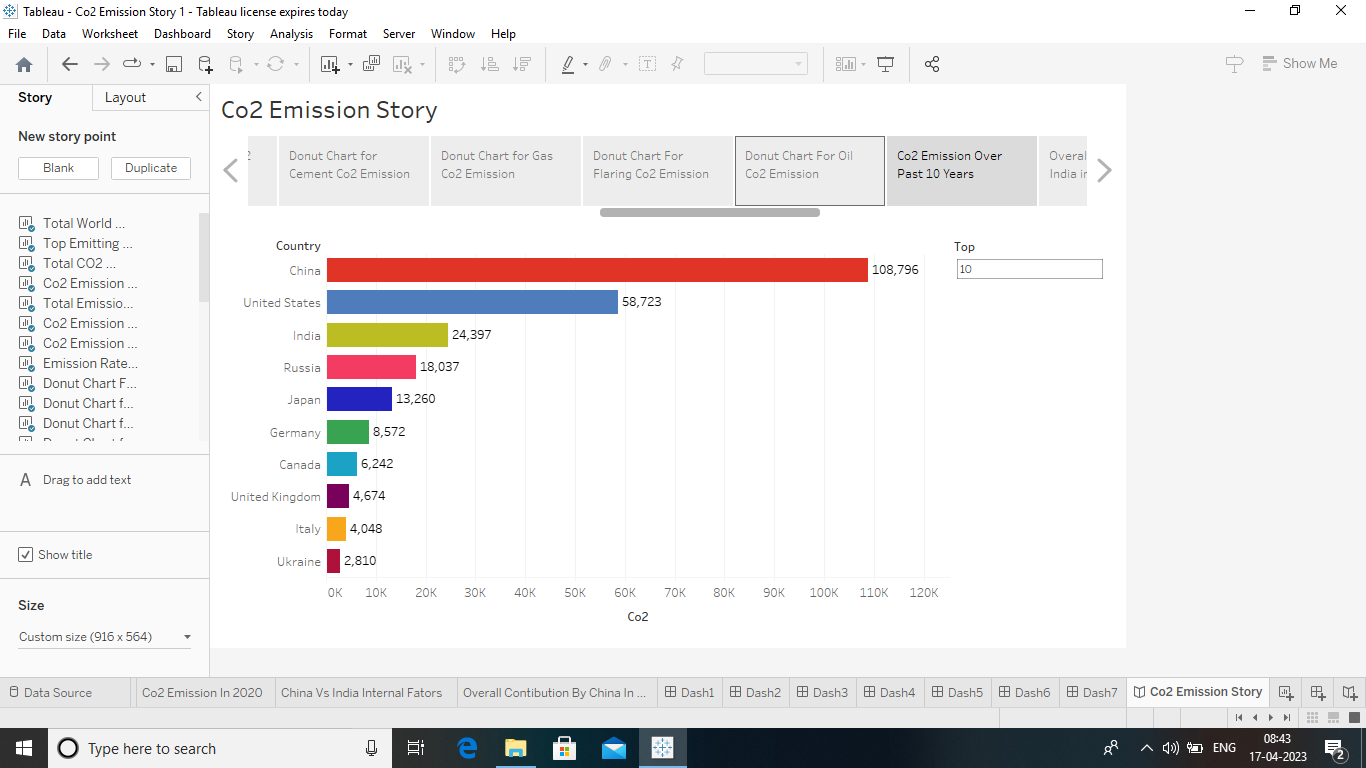 Tableau - Co2 Emission Story 1 - Tableau license expires today
File Data Worksheet Dashboard Story Analysis Format Server Window Help
Show Me
Story Layout
New story point
Blank Duplicate
Total World ...
Top Emitting ...
Total CO2 ...
Co2 Emission ...
Total Emissio...
Co2 Emission ...
Co2 Emission ...
Emission Rate...
Donut Chart F...
Donut Chart f...
Donut Chart f...
A Drag to add text
Show title
Size
Custom size (916 x 564)
Co2 Emission Story
Donut Chart for
Cement Co2 Emission
Donut Chart for Gas
Co2 Emission
Donut Chart For
Flaring Co2 Emission
Donut Chart For Oil
Co2 Emission
Co2 Emission Over
Past 10 Years
Overal
India in
Country
Top
10
China 108,796
United States 58,723
India 24,397
Russia 18,037
Japan 13,260
Germany 8,572
Canada 6,242
United Kingdom 4,674
Italy 4,048
Ukraine 2,810
0K 10K 20K 30K 40K 50K 60K 70K 80K 90K 100K 110K 120K
Co2
Data Source Co2 Emission In 2020 China Vs India Internal Fators Overall Contibution By China In ... Dash1 Dash2 Dash3 Dash4 Dash5 Dash6 Dash7 Co2 Emission Story
Type here to search
ENG
08:43
17-04-2023
2